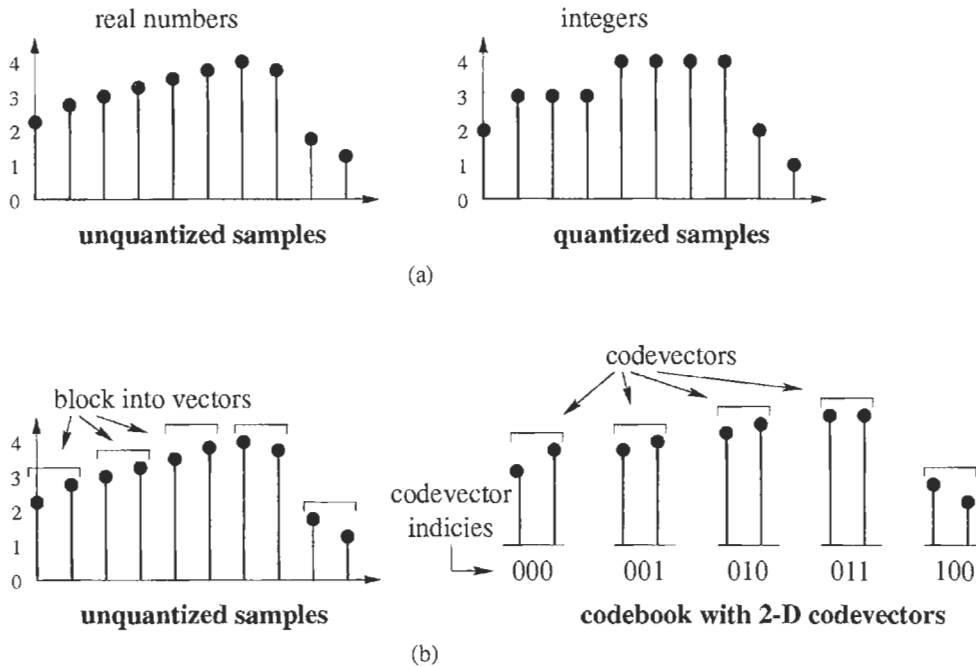 real numbers
integers
4
3
2
1
0
4
3
2
1
0
unquantized samples
quantized samples
(a)
codevectors
block into vectors
4
3
2
1
0
codevector
indicies
000 001 010 011 100
unquantized samples
codebook with 2-D codevectors
(b)